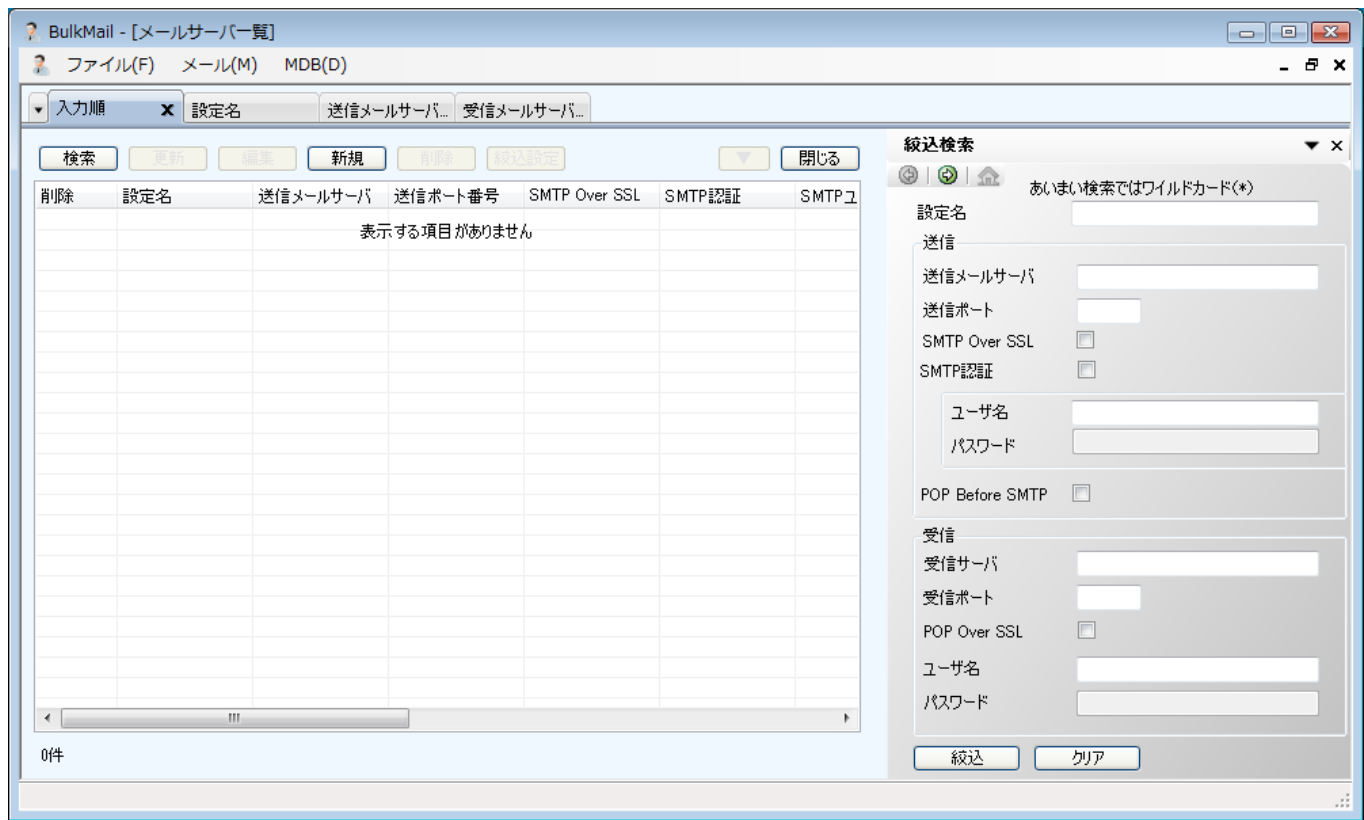 BulkMail - [メールサーバ一覧]
ファイル(F) メール(M) MDB(D)
入力順 設定名 送信メールサーバ... 受信メールサーバ...
検索 更新 編集 新規 削除 絞込設定 閉じる
削除 設定名 送信メールサーバ 送信ポート番号 SMTP Over SSL SMTP認証 SMTPユ
表示する項目がありません
0件
絞込検索
あいまい検索ではワイルドカード(*)
設定名
送信
送信メールサーバ
送信ポート
SMTP Over SSL
SMTP認証
ユーザ名
パスワード
POP Before SMTP
受信
受信サーバ
受信ポート
POP Over SSL
ユーザ名
パスワード
絞込 クリア